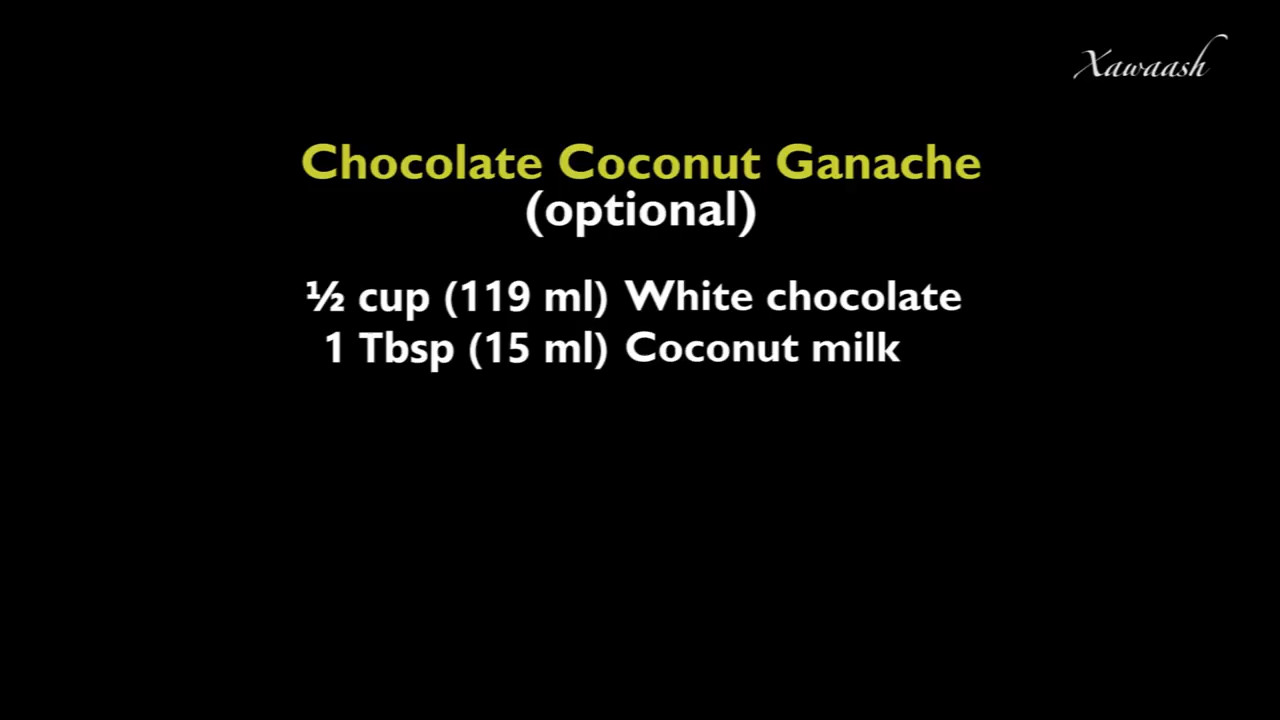 Xawaash
Chocolate Coconut Ganache
(optional)
½ cup (119 ml) White chocolate
1 Tbsp (15 ml) Coconut milk